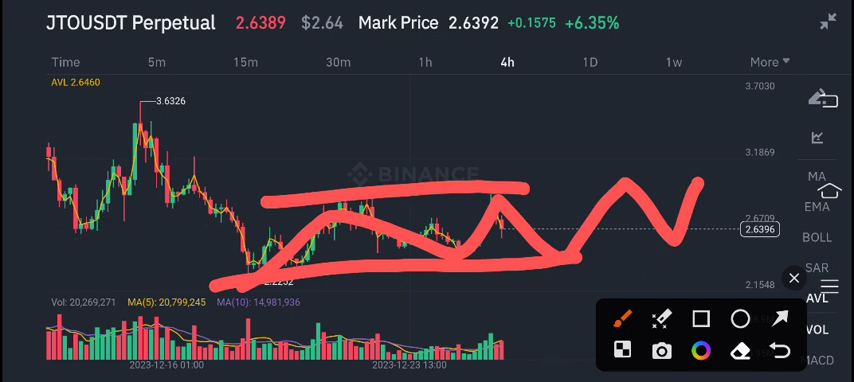 JTOUSDT Perpetual 2.6389 $2.64 Mark Price 2.6392 +0.1575 +6.35%
Time 5m 15m 30m 1h 4h 1D 1w More
AVL 2.6460
3.7030
3.6326
BINANCE
3.1869
MA
EMA
2.6709
2.6396
BOLL
SAR
2.1548
AVL
Vol: 20,269,271 MA(5): 20,799,245 MA(10): 14,981,936
VOL
MACD
2023-12-16 01:00 2023-12-23 13:00